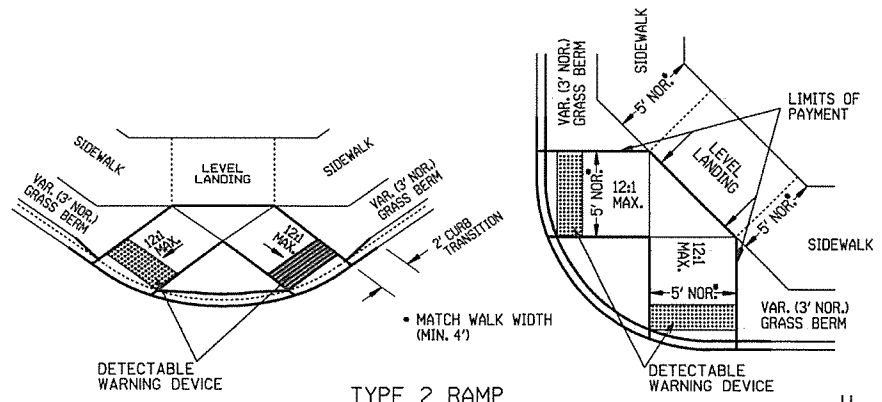 SIDEWALK
LEVEL
LANDING
SIDEWALK
VAR. (3' NOR.)
GRASS BERM
VAR. (3' NOR.)
GRASS BERM
12:1
MAX.
12:1
MAX.
2' CURB
TRANSITION
• MATCH WALK WIDTH
(MIN. 4')
DETECTABLE
WARNING DEVICE
TYPE 2 RAMP
VAR. (3' NOR.)
GRASS BERM
SIDEWALK
5' NOR.•
LIMITS OF
PAYMENT
LEVEL
LANDING
5' NOR.•
12:1
MAX.
5' NOR.•
SIDEWALK
12:1
MAX.
5' NOR.•
VAR. (3' NOR.)
GRASS BERM
DETECTABLE
WARNING DEVICE